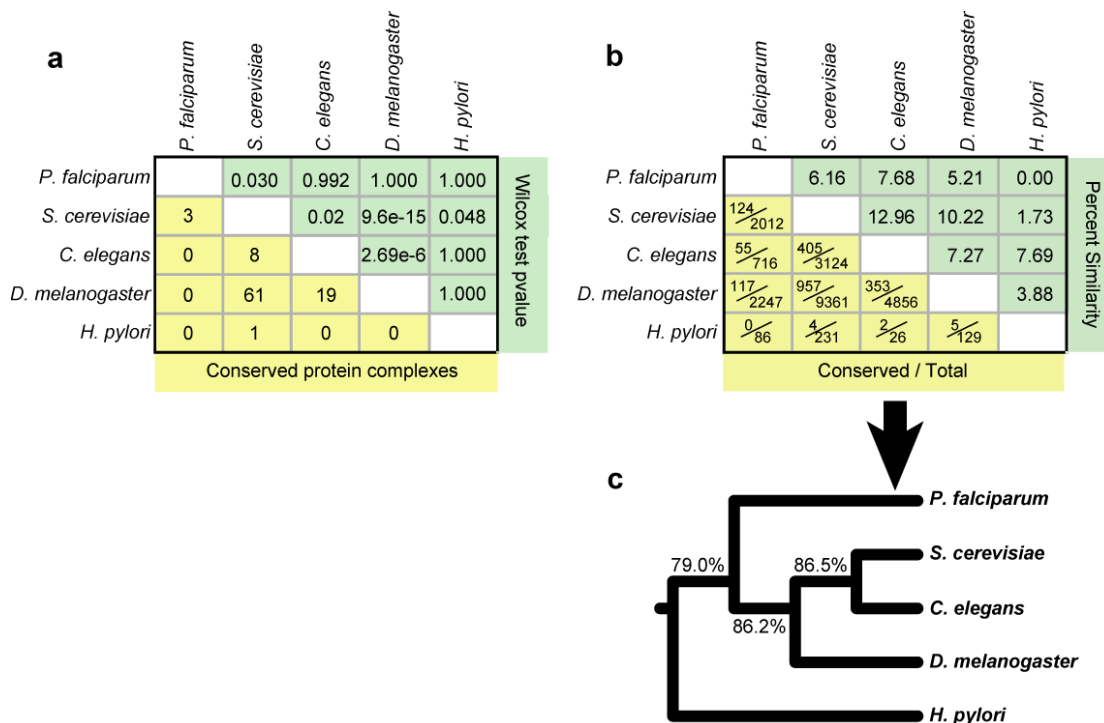 a
P. falciparum
S. cerevisiae
C. elegans
D. melanogaster
H. pylori
P. falciparum 0.030 0.992 1.000 1.000
S. cerevisiae 3 0.02 9.6e-15 0.048
C. elegans 0 8 2.69e-6 1.000
D. melanogaster 0 61 19 1.000
H. pylori 0 1 0 0
Wilcox test pvalue
Conserved protein complexes
b
P. falciparum
S. cerevisiae
C. elegans
D. melanogaster
H. pylori
P. falciparum 6.16 7.68 5.21 0.00
S. cerevisiae 124/2012 12.96 10.22 1.73
C. elegans 55/716 405/3124 7.27 7.69
D. melanogaster 117/2247 957/9361 353/4856 3.88
H. pylori 0/86 4/231 2/26 5/129
Percent Similarity
Conserved / Total
c
P. falciparum
S. cerevisiae
79.0% 86.5%
C. elegans
86.2%
D. melanogaster
H. pylori